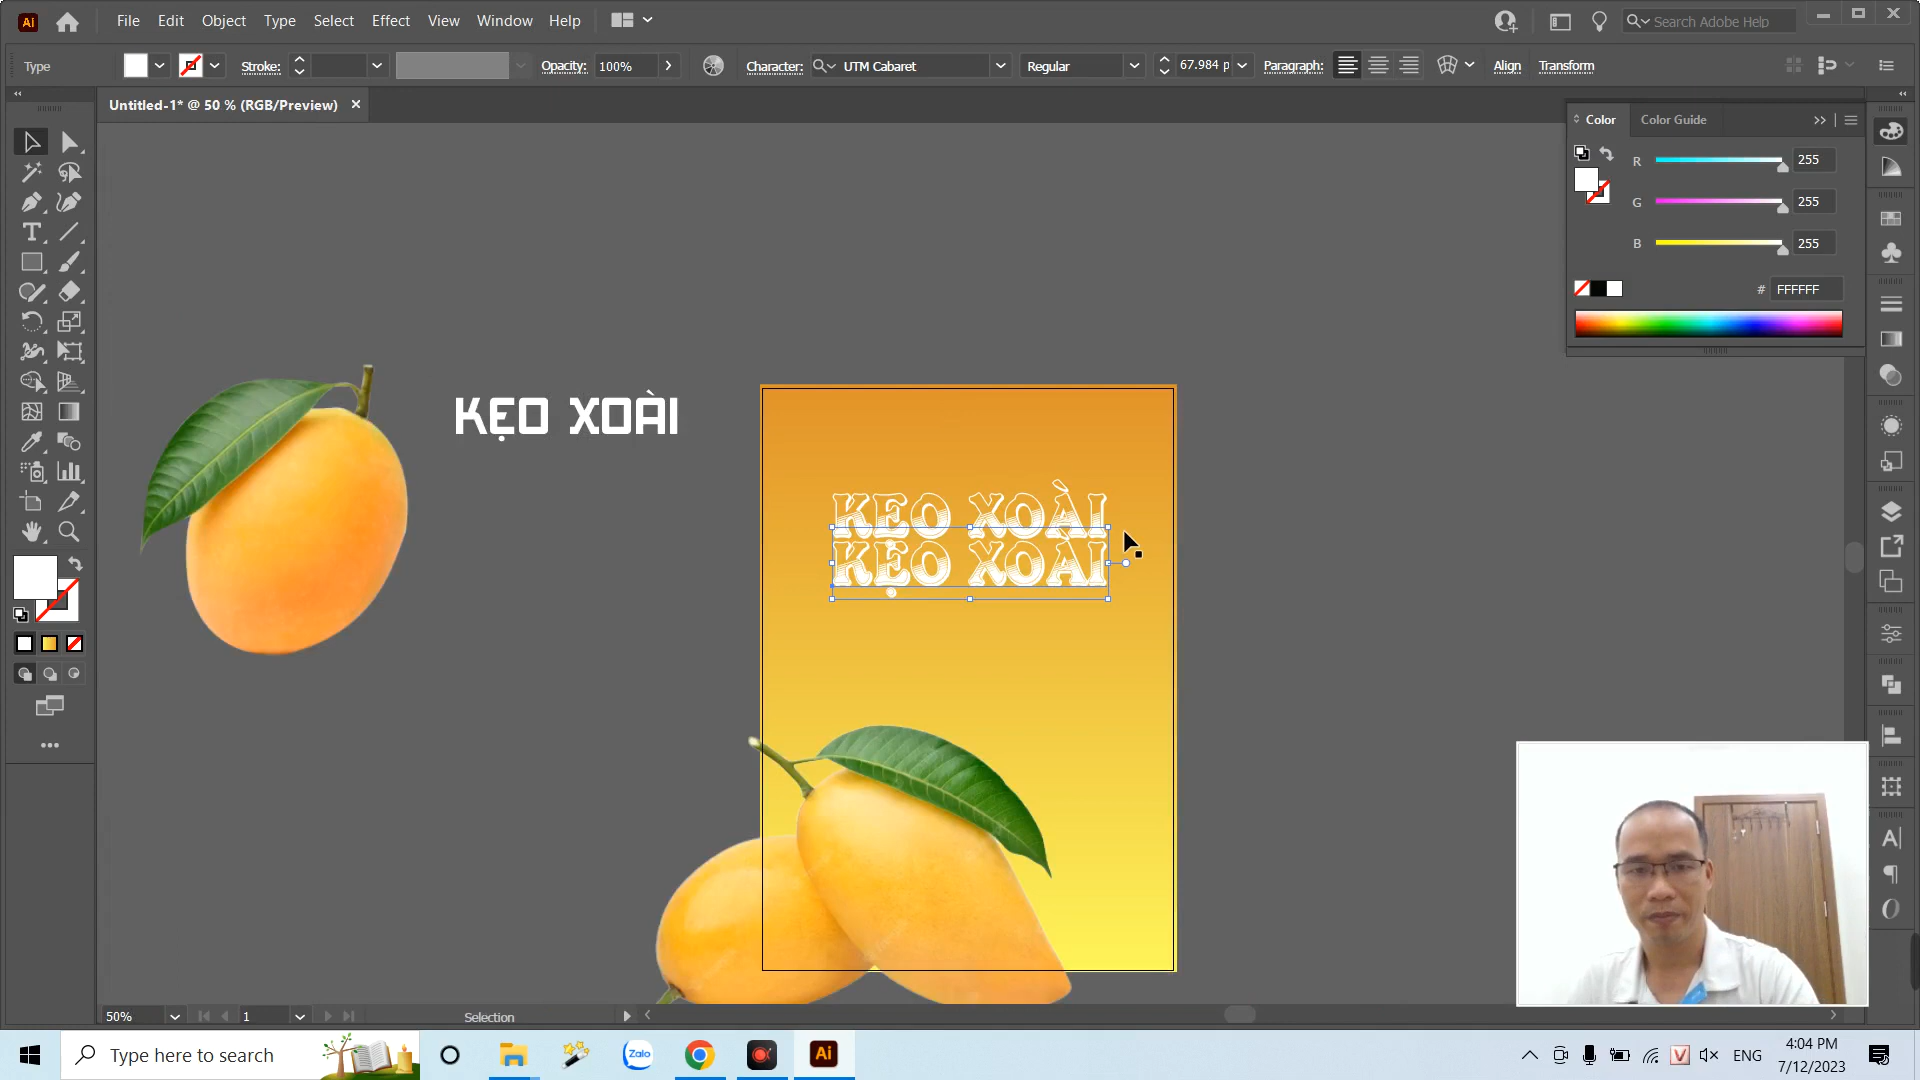 Ai File Edit Object Type Select Effect View Window Help Search Adobe Help
Type Stroke: Opacity: 100% Character: UTM Cabaret Regular 67.984 p Paragraph: Align Transform
Untitled-1* @ 50 % (RGB/Preview)
Color Color Guide
R 255
G 255
B 255
# FFFFFF
KẸO XOÀI
KẸO XOÀI
KẸO XOÀI
50% 1 Selection
Type here to search Zalo Ai ENG
4:04 PM
7/12/2023